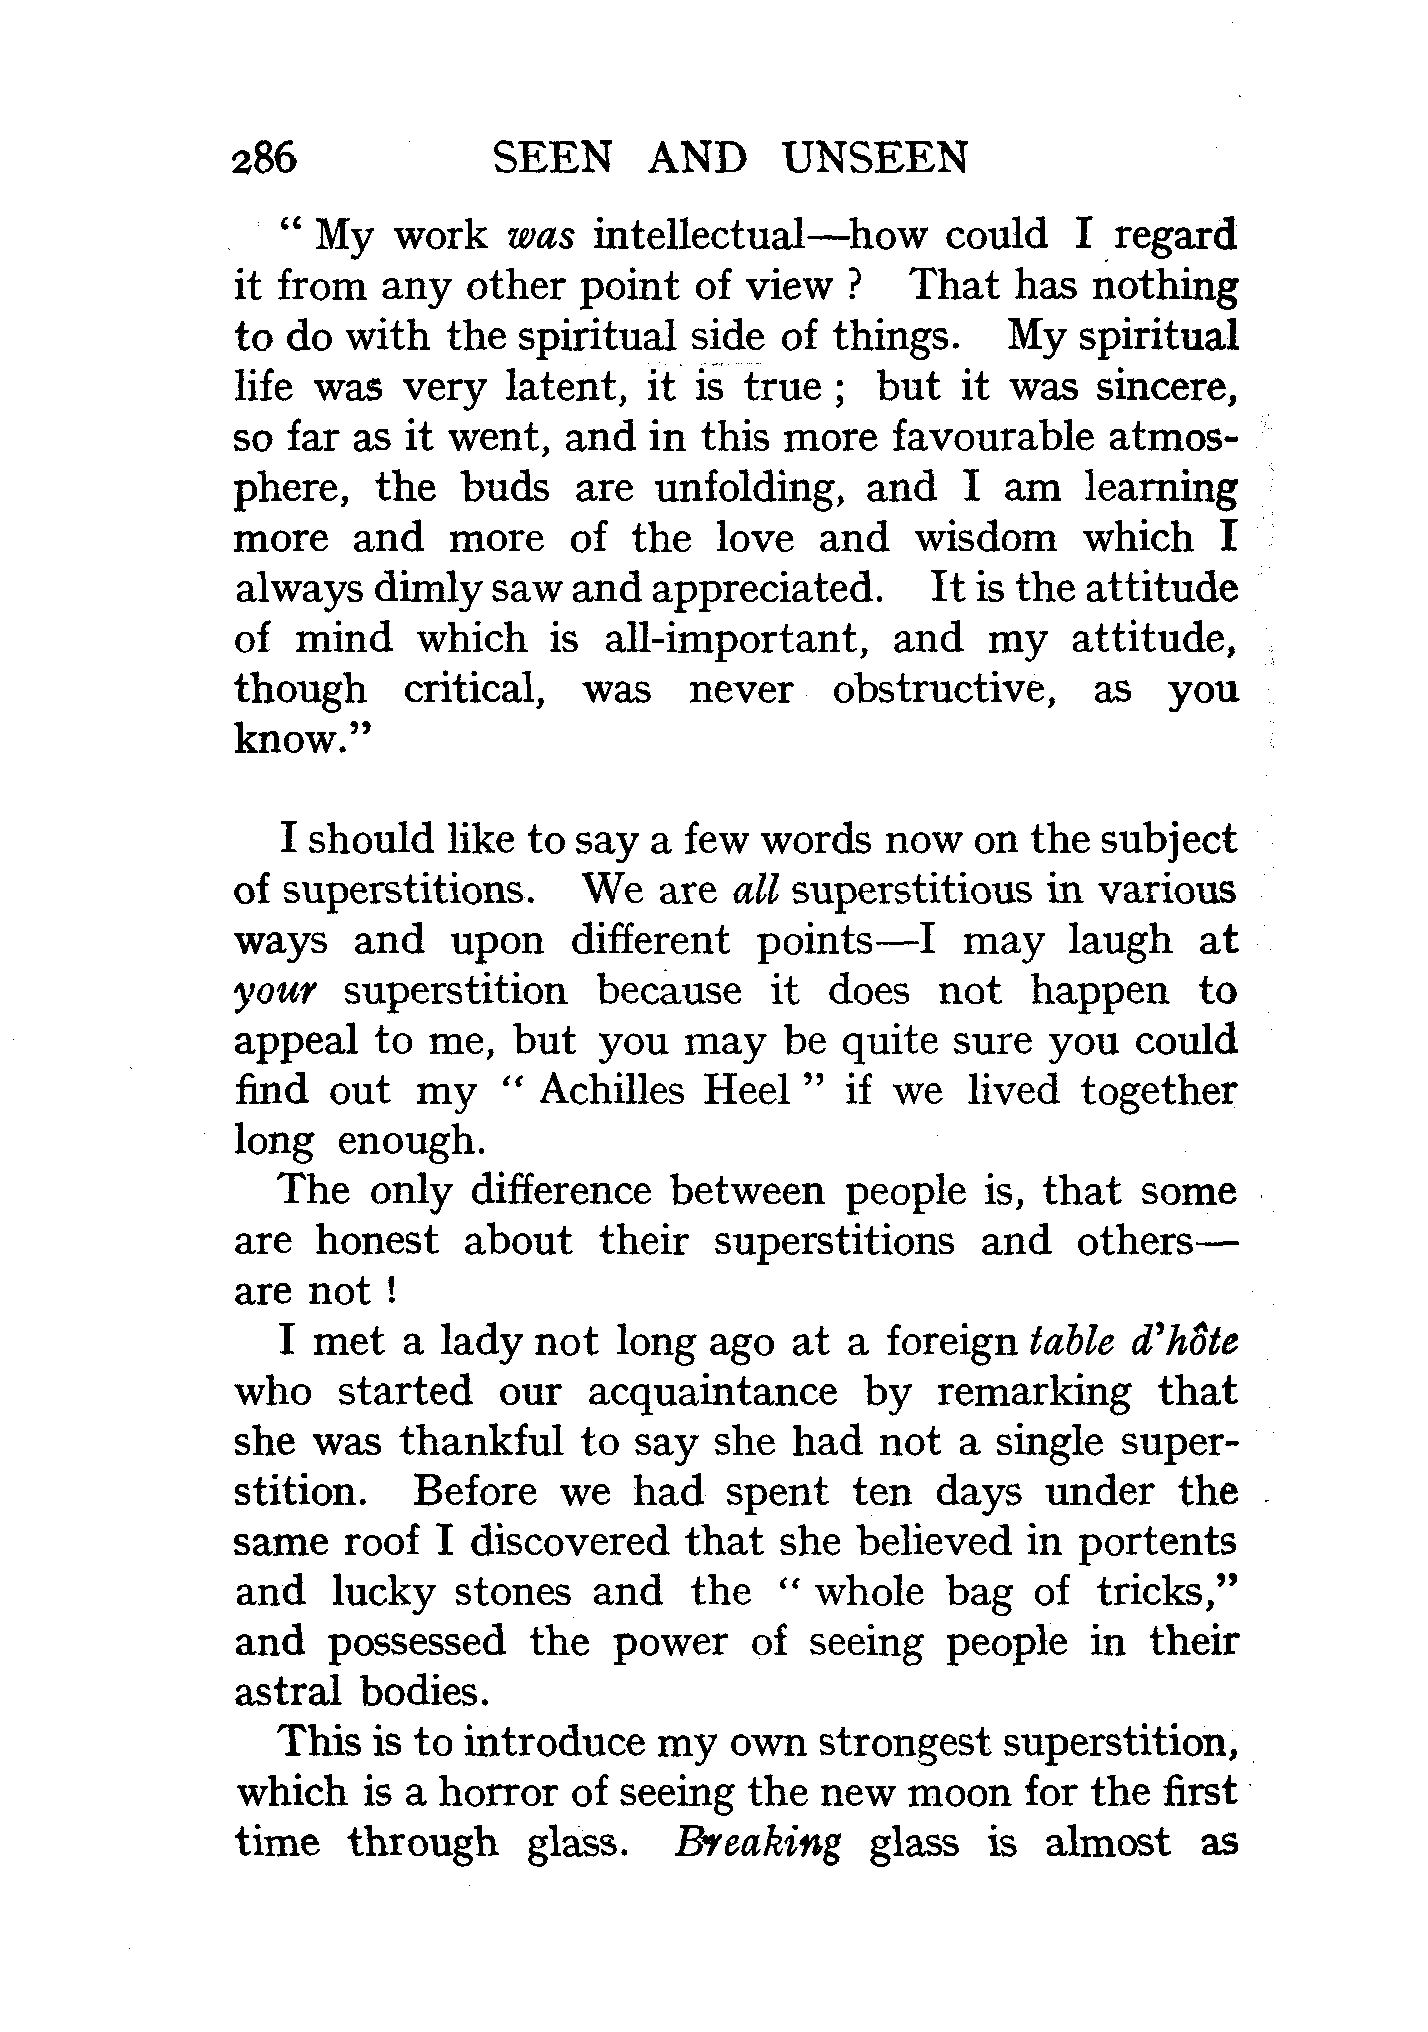 286 SEEN AND UNSEEN
“ My work was intellectual—how could I regard
it from any other point of view ? That has nothing
to do with the spiritual side of things. My spiritual
life was very latent, it is true ; but it was sincere,
so far as it went, and in this more favourable atmos-
phere, the buds are unfolding, and I am learning
more and more of the love and wisdom which I
always dimly saw and appreciated. It is the attitude
of mind which is all-important, and my attitude,
though critical, was never obstructive, as you
know.”
I should like to say a few words now on the subject
of superstitions. We are all superstitious in various
ways and upon different points—I may laugh at
your superstition because it does not happen to
appeal to me, but you may be quite sure you could
find out my “ Achilles Heel ” if we lived together
long enough.
The only difference between people is, that some
are honest about their superstitions and others—
are not !
I met a lady not long ago at a foreign table d’hôte
who started our acquaintance by remarking that
she was thankful to say she had not a single super-
stition. Before we had spent ten days under the
same roof I discovered that she believed in portents
and lucky stones and the “ whole bag of tricks,”
and possessed the power of seeing people in their
astral bodies.
This is to introduce my own strongest superstition,
which is a horror of seeing the new moon for the first
time through glass. Breaking glass is almost as